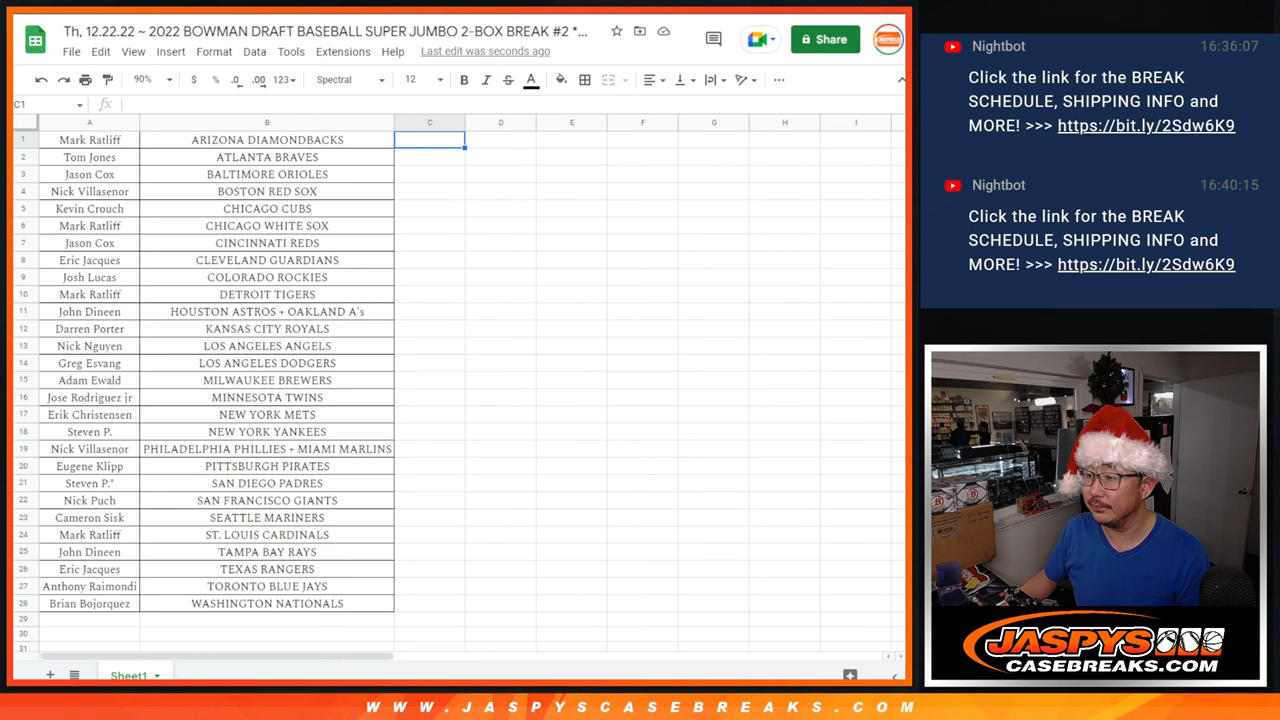 Th, 12.22.22 ~ 2022 BOWMAN DRAFT BASEBALL SUPER JUMBO 2-BOX BREAK #2 *...
File Edit View Insert Format Data Tools Extensions Help Last edit was seconds ago
Share
90% $ % .0 .00 123 Spectral 12 B I S A
C1 fx
A B C D E F G H I
1 Mark Ratliff ARIZONA DIAMONDBACKS
2 Tom Jones ATLANTA BRAVES
3 Jason Cox BALTIMORE ORIOLES
4 Nick Villasenor BOSTON RED SOX
5 Kevin Crouch CHICAGO CUBS
6 Mark Ratliff CHICAGO WHITE SOX
7 Jason Cox CINCINNATI REDS
8 Eric Jacques CLEVELAND GUARDIANS
9 Josh Lucas COLORADO ROCKIES
10 Mark Ratliff DETROIT TIGERS
11 John Dineen HOUSTON ASTROS + OAKLAND A's
12 Darren Porter KANSAS CITY ROYALS
13 Nick Nguyen LOS ANGELES ANGELS
14 Greg Esvang LOS ANGELES DODGERS
15 Adam Ewald MILWAUKEE BREWERS
16 Jose Rodriguez jr MINNESOTA TWINS
17 Erik Christensen NEW YORK METS
18 Steven P. NEW YORK YANKEES
19 Nick Villasenor PHILADELPHIA PHILLIES + MIAMI MARLINS
20 Eugene Klipp PITTSBURGH PIRATES
21 Steven P.* SAN DIEGO PADRES
22 Nick Puch SAN FRANCISCO GIANTS
23 Cameron Sisk SEATTLE MARINERS
24 Mark Ratliff ST. LOUIS CARDINALS
25 John Dineen TAMPA BAY RAYS
26 Eric Jacques TEXAS RANGERS
27 Anthony Raimondi TORONTO BLUE JAYS
28 Brian Bojorquez WASHINGTON NATIONALS
29
30
31
Sheet1
Nightbot 16:36:07
Click the link for the BREAK
SCHEDULE, SHIPPING INFO and
MORE! >>> https://bit.ly/2Sdw6K9
Nightbot 16:40:15
Click the link for the BREAK
SCHEDULE, SHIPPING INFO and
MORE! >>> https://bit.ly/2Sdw6K9
JASPYS
CASEBREAKS.COM
WWW.JASPYSCASEBREAKS.COM